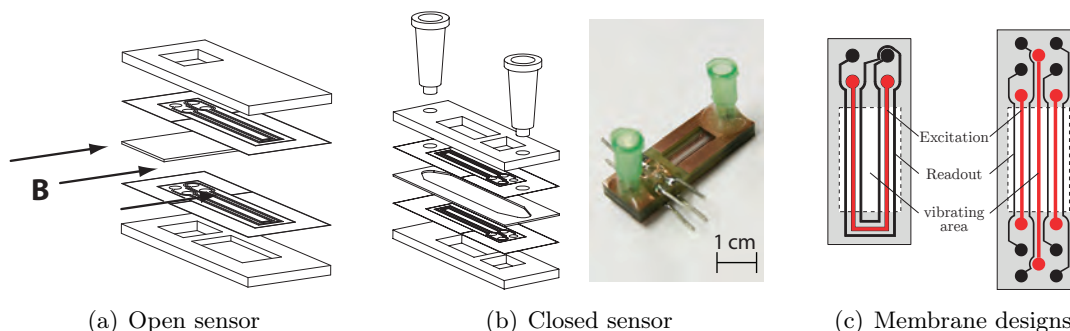 B
1 cm
Excitation
Readout
vibrating
area
(a) Open sensor
(b) Closed sensor
(c) Membrane designs